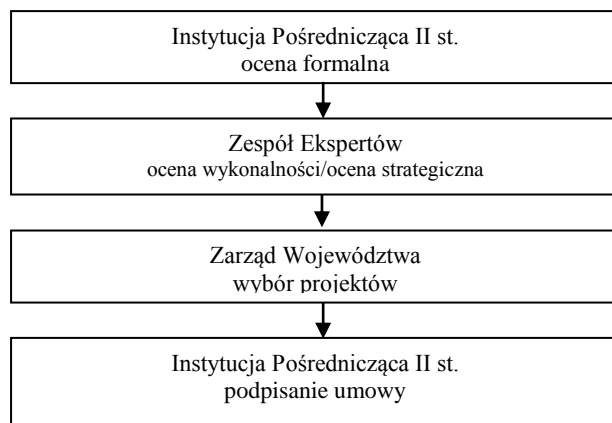 Instytucja Pośrednicząca II st.
ocena formalna
Zespół Ekspertów
ocena wykonalności/ocena strategiczna
Zarząd Województwa
wybór projektów
Instytucja Pośrednicząca II st.
podpisanie umowy